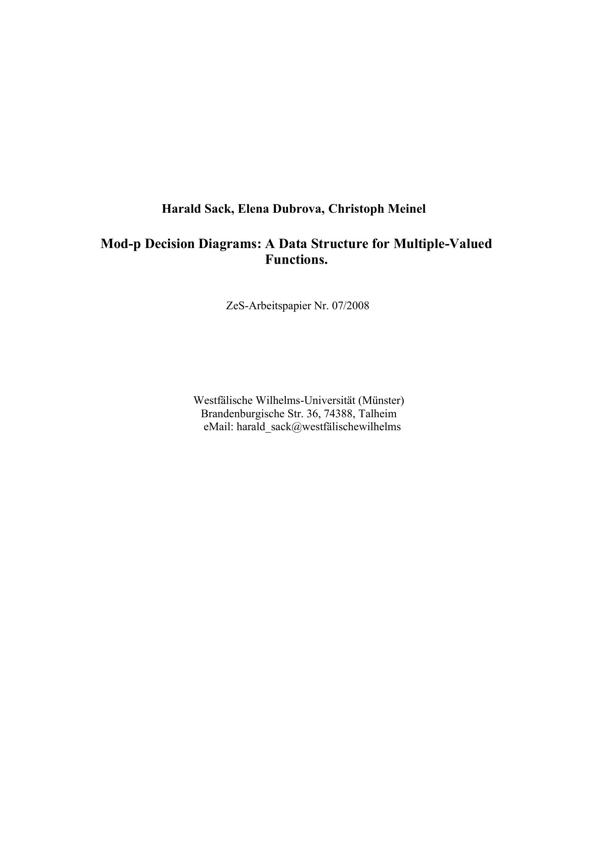 Harald Sack, Elena Dubrova, Christoph Meinel
Mod-p Decision Diagrams: A Data Structure for Multiple-Valued
Functions.
ZeS-Arbeitspapier Nr. 07/2008
Westfälische Wilhelms-Universität (Münster)
Brandenburgische Str. 36, 74388, Talheim
eMail: harald_sack@westfälischewilhelms